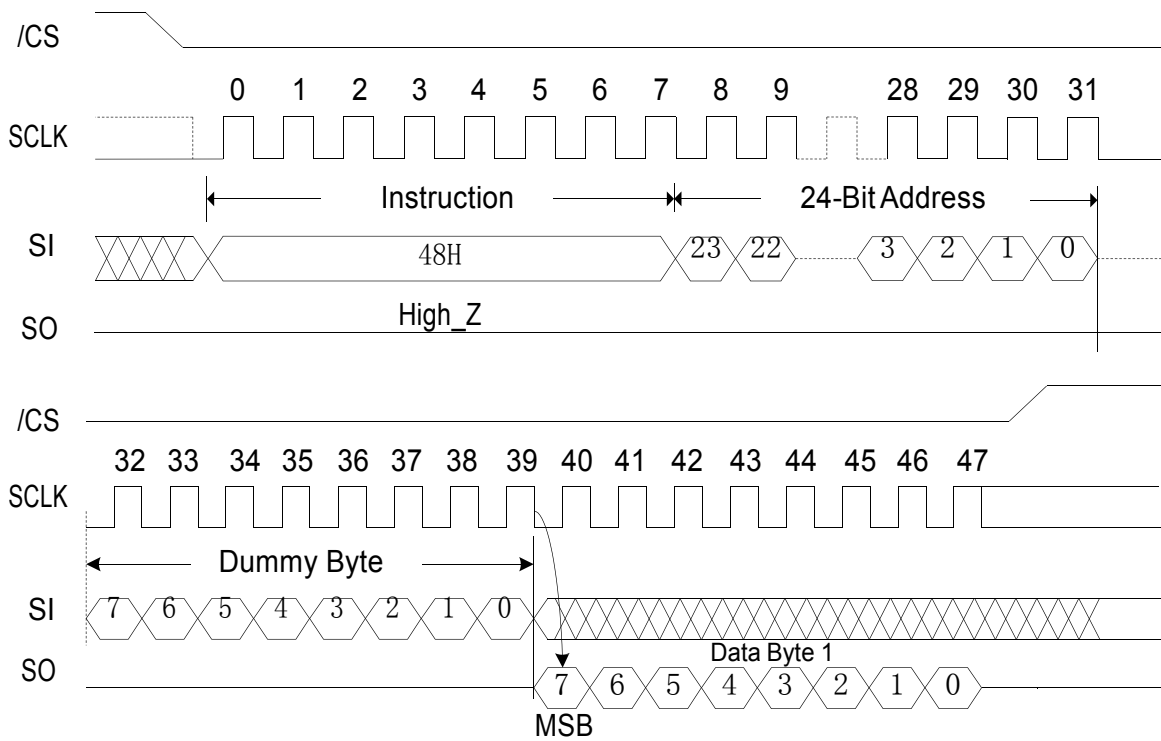 /CS
0 1 2 3 4 5 6 7 8 9 28 29 30 31
SCLK
Instruction 24-Bit Address
SI 48H 23 22 3 2 1 0
High_Z
SO
/CS
32 33 34 35 36 37 38 39 40 41 42 43 44 45 46 47
SCLK
Dummy Byte
SI 7 6 5 4 3 2 1 0
Data Byte 1
SO 7 6 5 4 3 2 1 0
MSB